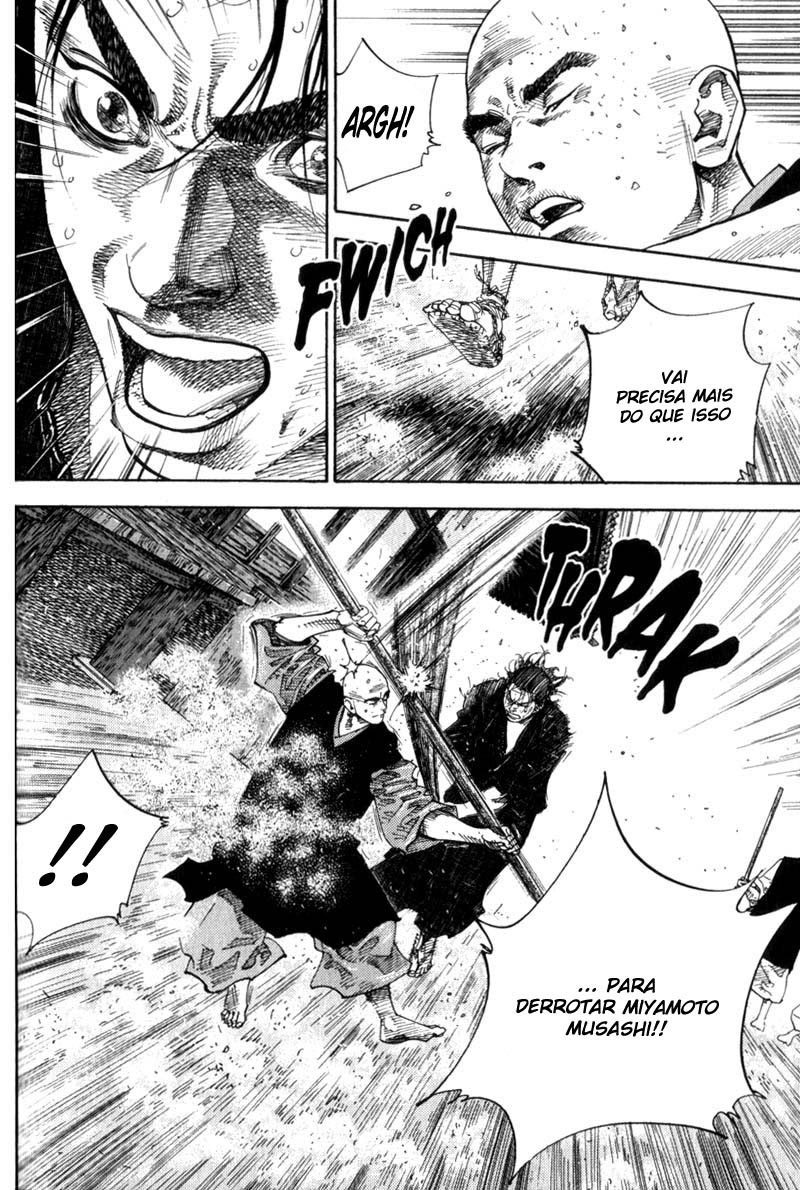 ARGH!
FWICH
VAI
PRECISA MAIS
DO QUE ISSO
...
THRAK
!!
... PARA
DERROTAR MIYAMOTO
MUSASHI!!